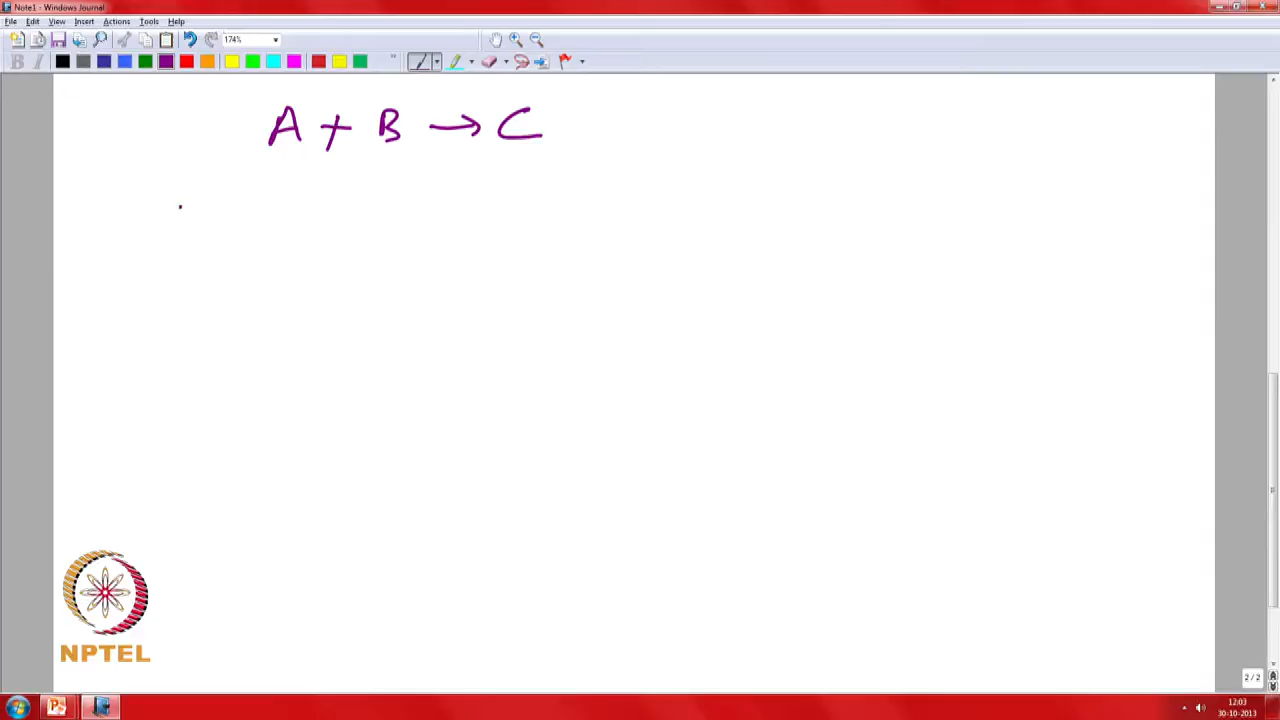 Note1 - Windows Journal
File Edit View Insert Actions Tools Help
174%
B I
A + B → C
NPTEL
2 / 2
12:03
30-10-2013